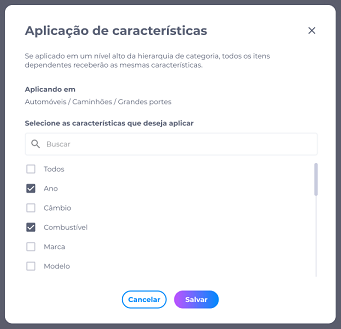 Aplicação de características
Se aplicado em um nível alto da hierarquia de categoria, todos os itens
dependentes receberão as mesmas características.
Aplicando em
Automóveis / Caminhões / Grandes portes
Selecione as características que deseja aplicar
Buscar
Todos
Ano
Câmbio
Combustível
Marca
Modelo
Cancelar
Salvar